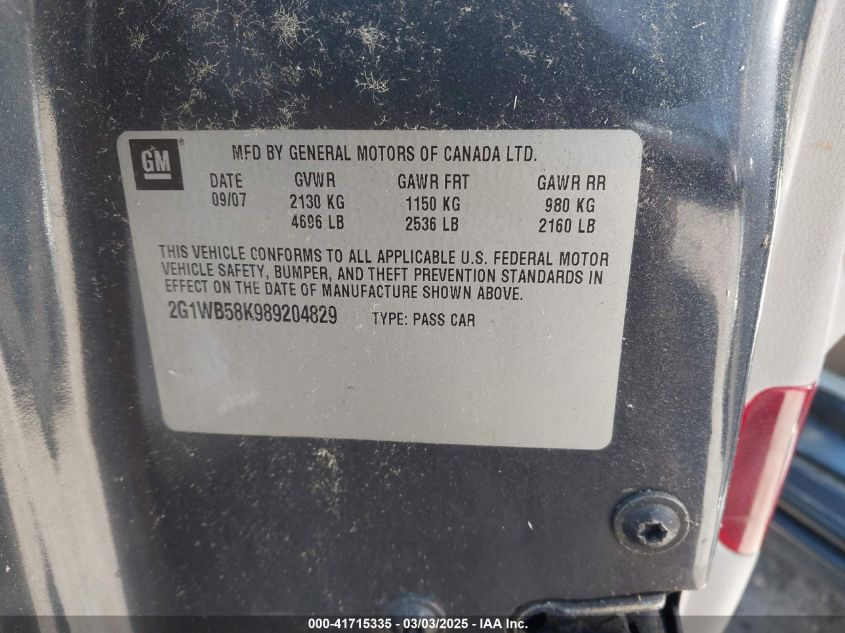 GM
MFD BY GENERAL MOTORS OF CANADA LTD.
DATE GVWR GAWR FRT GAWR RR
09/07 2130 KG 1150 KG 980 KG
4696 LB 2536 LB 2160 LB
THIS VEHICLE CONFORMS TO ALL APPLICABLE U.S. FEDERAL MOTOR
VEHICLE SAFETY, BUMPER, AND THEFT PREVENTION STANDARDS IN
EFFECT ON THE DATE OF MANUFACTURE SHOWN ABOVE.
2G1WB58K989204829 TYPE: PASS CAR
000-41715335 - 03/03/2025 - IAA Inc.